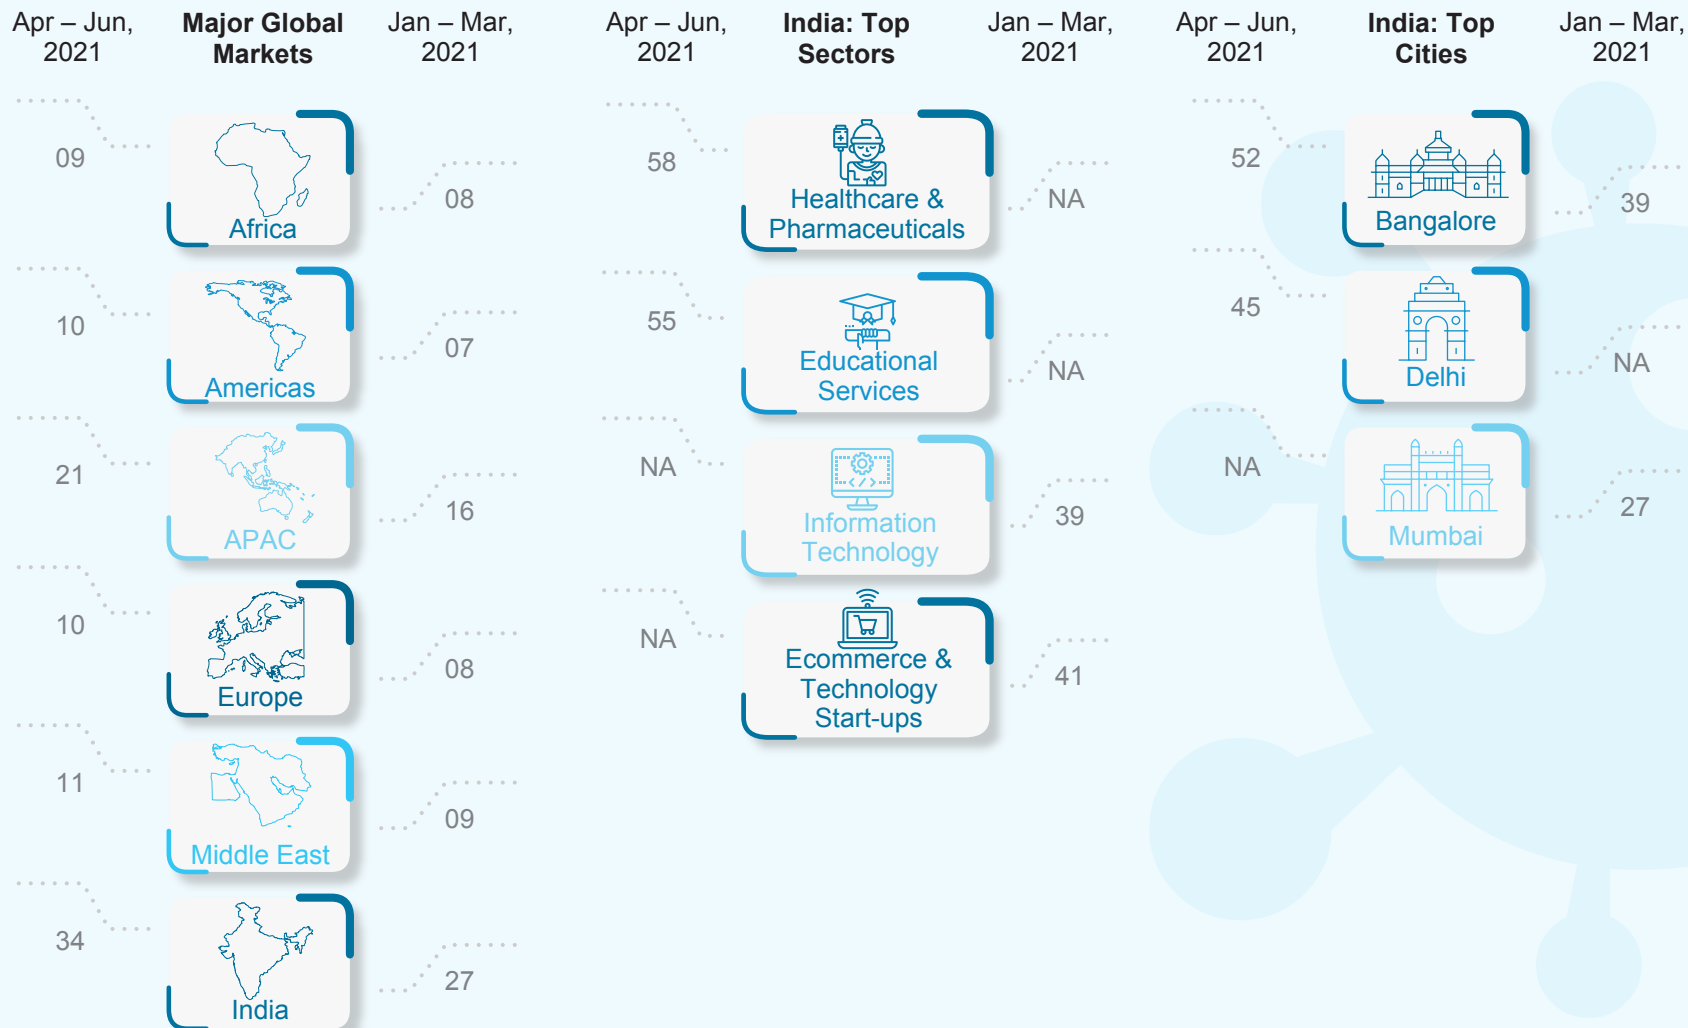 Apr – Jun,
2021
Major Global
Markets
Jan – Mar,
2021
09
Africa
08
10
Americas
07
21
APAC
16
10
Europe
08
11
Middle East
09
34
India
27
Apr – Jun,
2021
India: Top
Sectors
Jan – Mar,
2021
58
Healthcare &
Pharmaceuticals
NA
55
Educational
Services
NA
NA
Information
Technology
39
NA
Ecommerce &
Technology
Start-ups
41
Apr – Jun,
2021
India: Top
Cities
Jan – Mar,
2021
52
Bangalore
39
45
Delhi
NA
NA
Mumbai
27